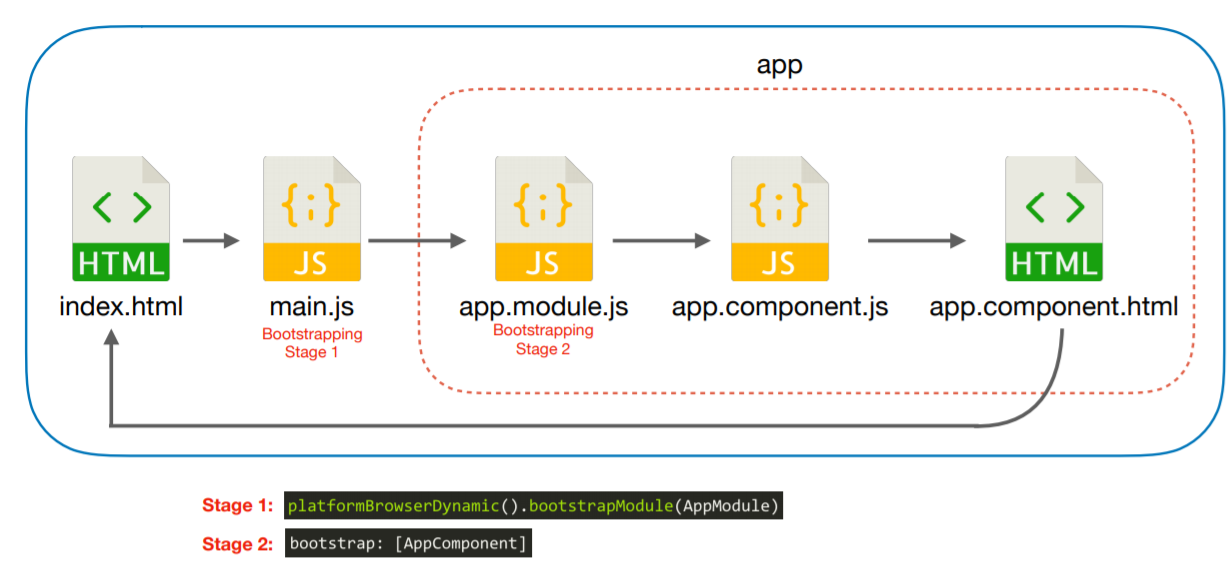 app
< >
{;}
{;}
{;}
< >
HTML
JS
JS
JS
HTML
index.html
main.js
app.module.js
app.component.js
app.component.html
Bootstrapping
Stage 1
Bootstrapping
Stage 2
Stage 1: platformBrowserDynamic().bootstrapModule(AppModule)
Stage 2: bootstrap: [AppComponent]